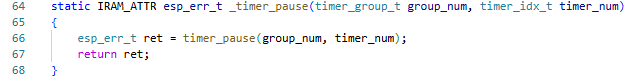 64 static IRAM_ATTR esp_err_t _timer_pause(timer_group_t group_num, timer_idx_t timer_num)
65 {
66     esp_err_t ret = timer_pause(group_num, timer_num);
67     return ret;
68 }